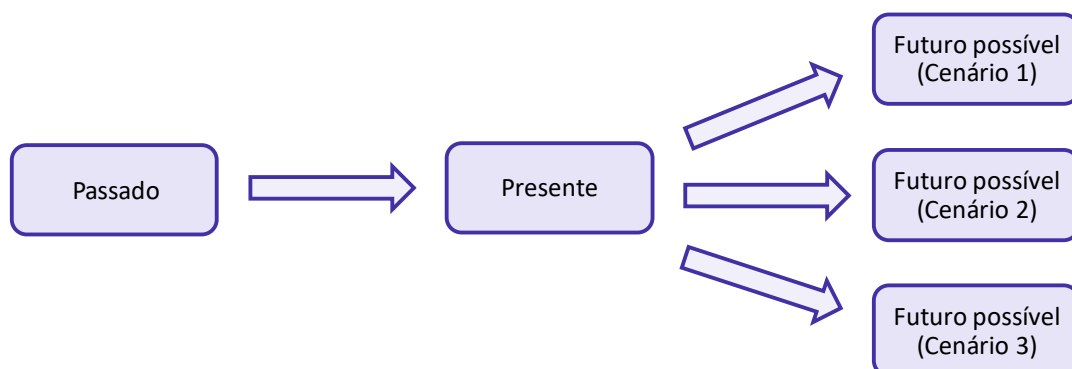 Passado
Presente
Futuro possível
(Cenário 1)
Futuro possível
(Cenário 2)
Futuro possível
(Cenário 3)